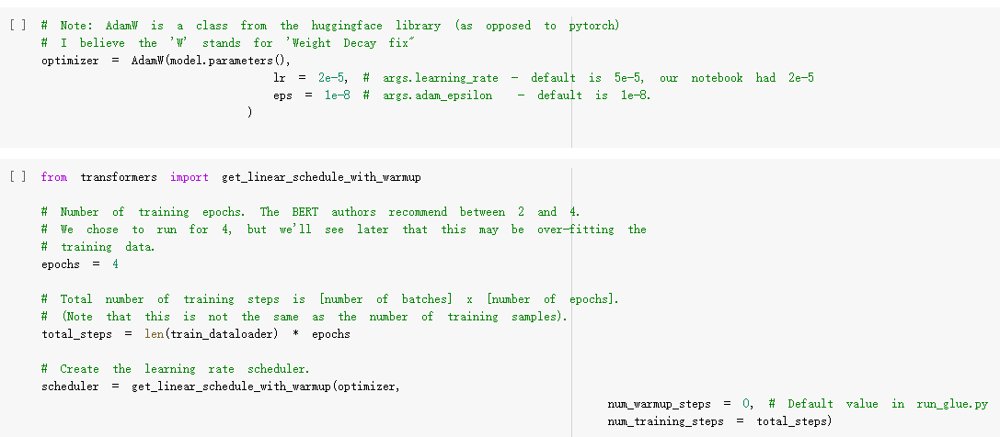 [ ] # Note: AdamW is a class from the huggingface library (as opposed to pytorch)
# I believe the 'W' stands for 'Weight Decay fix"
optimizer = AdamW(model.parameters(),
lr = 2e-5, # args.learning_rate - default is 5e-5, our notebook had 2e-5
eps = 1e-8 # args.adam_epsilon - default is 1e-8.
)
[ ] from transformers import get_linear_schedule_with_warmup
# Number of training epochs. The BERT authors recommend between 2 and 4.
# We chose to run for 4, but we'll see later that this may be over-fitting the
# training data.
epochs = 4
# Total number of training steps is [number of batches] x [number of epochs].
# (Note that this is not the same as the number of training samples).
total_steps = len(train_dataloader) * epochs
# Create the learning rate scheduler.
scheduler = get_linear_schedule_with_warmup(optimizer,
num_warmup_steps = 0, # Default value in run_glue.py
num_training_steps = total_steps)